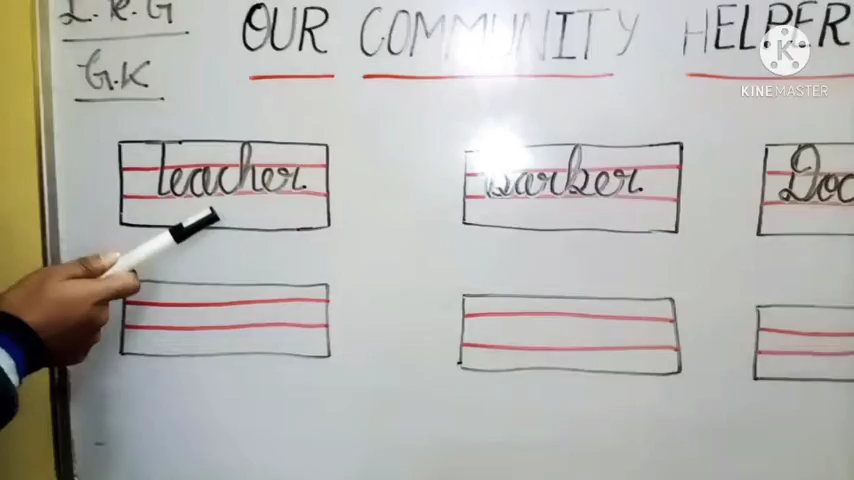 L.K.G
OUR COMMUNITY HELPER
G.K
KINEMASTER
teacher
Barber
Doc